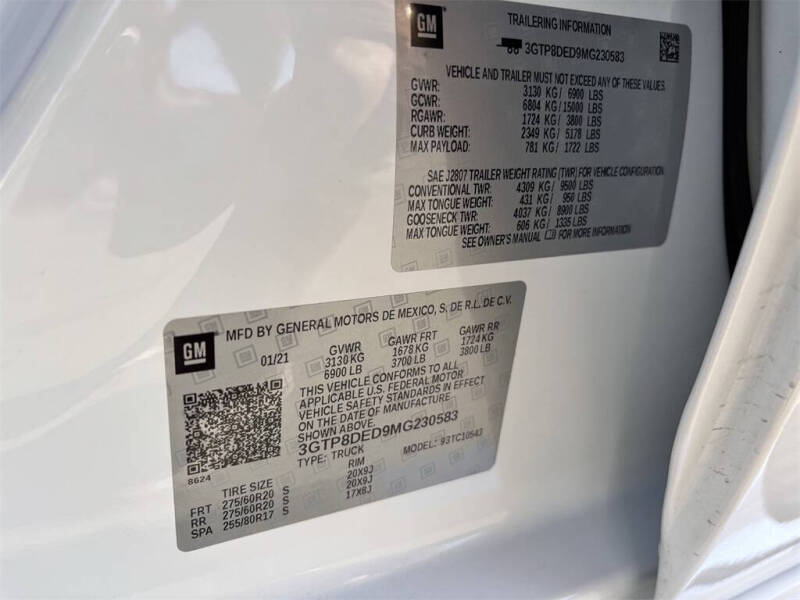 GM
TRAILERING INFORMATION
3GTP8DED9MG230583
VEHICLE AND TRAILER MUST NOT EXCEED ANY OF THESE VALUES.
GVWR: 3130 KG / 6900 LBS
GCWR: 6804 KG / 15000 LBS
RGAWR: 1724 KG / 3800 LBS
CURB WEIGHT: 2349 KG / 5178 LBS
MAX PAYLOAD: 781 KG / 1722 LBS
SAE J2807 TRAILER WEIGHT RATING (TWR) FOR VEHICLE CONFIGURATION
CONVENTIONAL TWR: 4309 KG / 9500 LBS
MAX TONGUE WEIGHT: 431 KG / 950 LBS
GOOSENECK TWR: 4037 KG / 8900 LBS
MAX TONGUE WEIGHT: 606 KG / 1335 LBS
SEE OWNER'S MANUAL FOR MORE INFORMATION
GM
MFD BY GENERAL MOTORS DE MEXICO, S. DE R.L. DE C.V.
01/21 GVWR GAWR FRT GAWR RR
3130 KG 1678 KG 1724 KG
6900 LB 3700 LB 3800 LB
THIS VEHICLE CONFORMS TO ALL
APPLICABLE U.S. FEDERAL MOTOR
VEHICLE SAFETY STANDARDS IN EFFECT
ON THE DATE OF MANUFACTURE
SHOWN ABOVE.
3GTP8DED9MG230583
TYPE: TRUCK MODEL: 93TC10543
8624
TIRE SIZE RIM
FRT 275/60R20 S 20X9J
RR 275/60R20 S 20X9J
SPA 255/80R17 S 17X8J